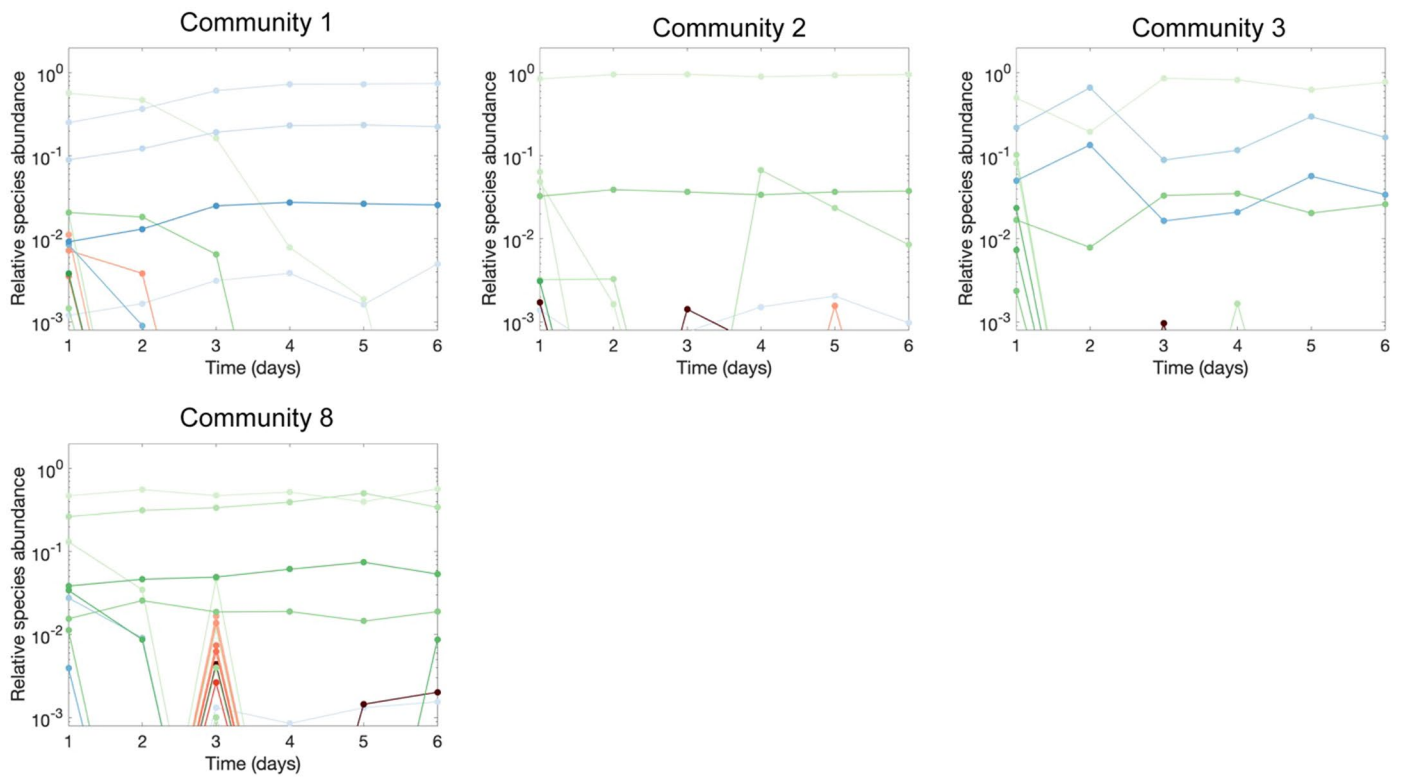 Community 1
Relative species abundance
10^0
10^-1
10^-2
10^-3
1 2 3 4 5 6
Time (days)
Community 2
Relative species abundance
10^0
10^-1
10^-2
10^-3
1 2 3 4 5 6
Time (days)
Community 3
Relative species abundance
10^0
10^-1
10^-2
10^-3
1 2 3 4 5 6
Time (days)
Community 8
Relative species abundance
10^0
10^-1
10^-2
10^-3
1 2 3 4 5 6
Time (days)